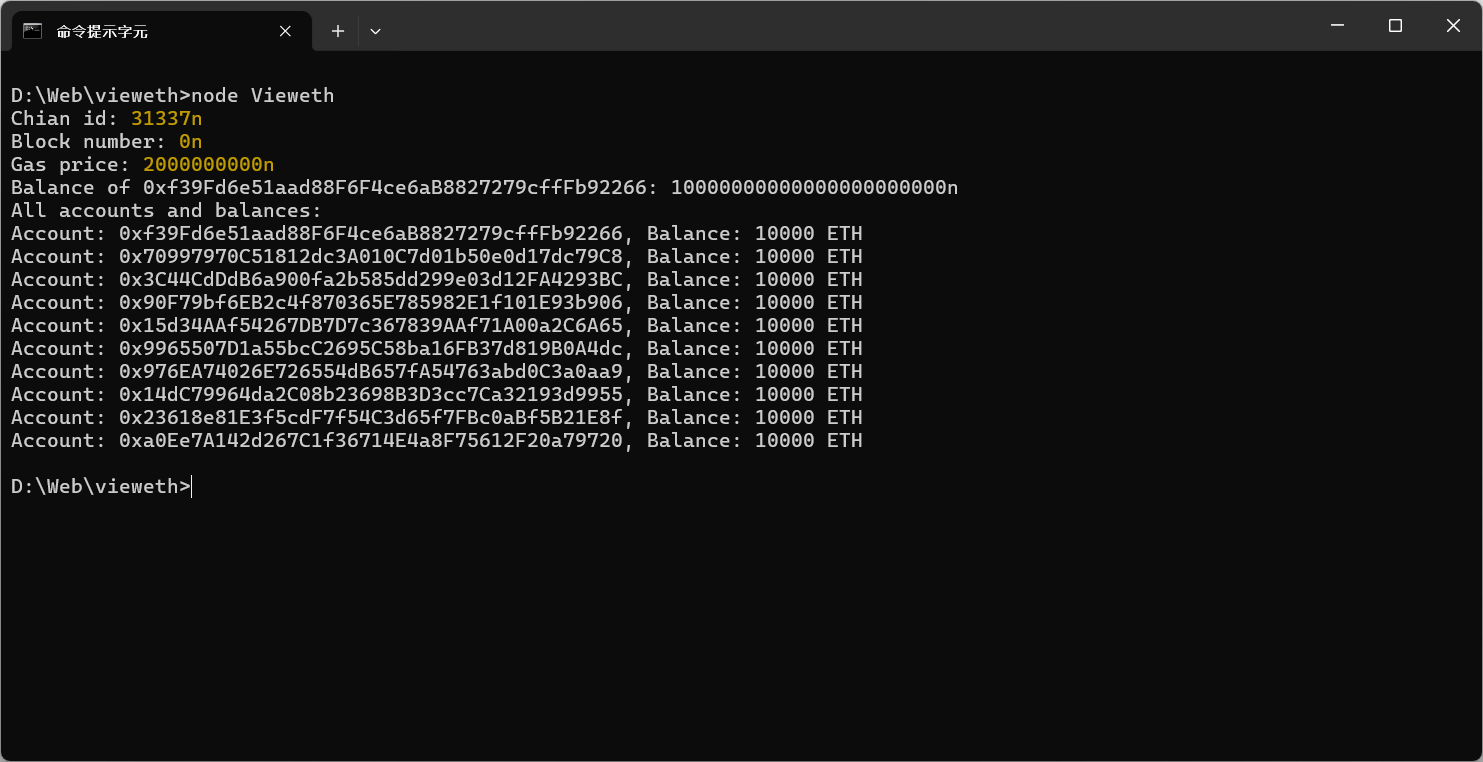 命令提示字元
D:\Web\vieweth>node Vieweth
Chian id: 31337n
Block number: 0n
Gas price: 2000000000n
Balance of 0xf39Fd6e51aad88F6F4ce6aB8827279cffFb92266: 10000000000000000000000n
All accounts and balances:
Account: 0xf39Fd6e51aad88F6F4ce6aB8827279cffFb92266, Balance: 10000 ETH
Account: 0x70997970C51812dc3A010C7d01b50e0d17dc79C8, Balance: 10000 ETH
Account: 0x3C44CdDdB6a900fa2b585dd299e03d12FA4293BC, Balance: 10000 ETH
Account: 0x90F79bf6EB2c4f870365E785982E1f101E93b906, Balance: 10000 ETH
Account: 0x15d34AAf54267DB7D7c367839AAf71A00a2C6A65, Balance: 10000 ETH
Account: 0x9965507D1a55bcC2695C58ba16FB37d819B0A4dc, Balance: 10000 ETH
Account: 0x976EA74026E726554dB657fA54763abd0C3a0aa9, Balance: 10000 ETH
Account: 0x14dC79964da2C08b23698B3D3cc7Ca32193d9955, Balance: 10000 ETH
Account: 0x23618e81E3f5cdF7f54C3d65f7FBc0aBf5B21E8f, Balance: 10000 ETH
Account: 0xa0Ee7A142d267C1f36714E4a8F75612F20a79720, Balance: 10000 ETH
D:\Web\vieweth>